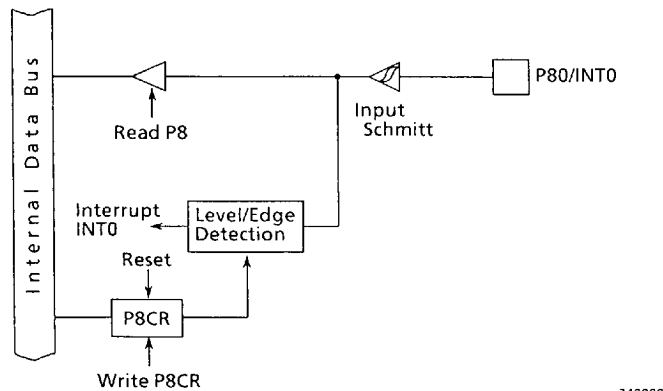 Internal Data Bus
Read P8
Input
Schmitt
P80/INT0
Interrupt
INT0
Level/Edge
Detection
Reset
P8CR
Write P8CR